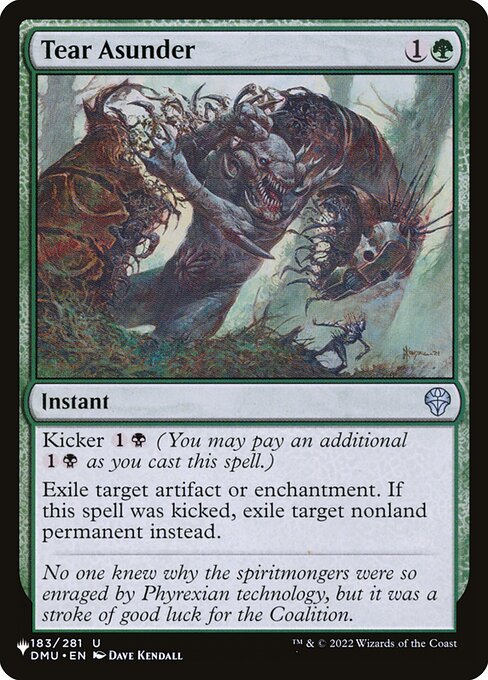 Tear Asunder 1
Instant
Kicker 1 (You may pay an additional
1 as you cast this spell.)
Exile target artifact or enchantment. If
this spell was kicked, exile target nonland
permanent instead.
No one knew why the spiritmongers were so
enraged by Phyrexian technology, but it was a
stroke of good luck for the Coalition.
183/281 U
DMU • EN Dave Kendall
™ & © 2022 Wizards of the Coast